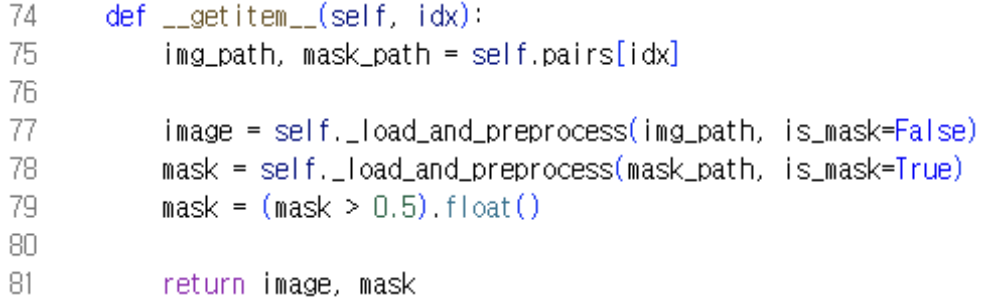 74 def __getitem__(self, idx):
75 img_path, mask_path = self.pairs[idx]
76
77 image = self._load_and_preprocess(img_path, is_mask=False)
78 mask = self._load_and_preprocess(mask_path, is_mask=True)
79 mask = (mask > 0.5).float()
80
81 return image, mask